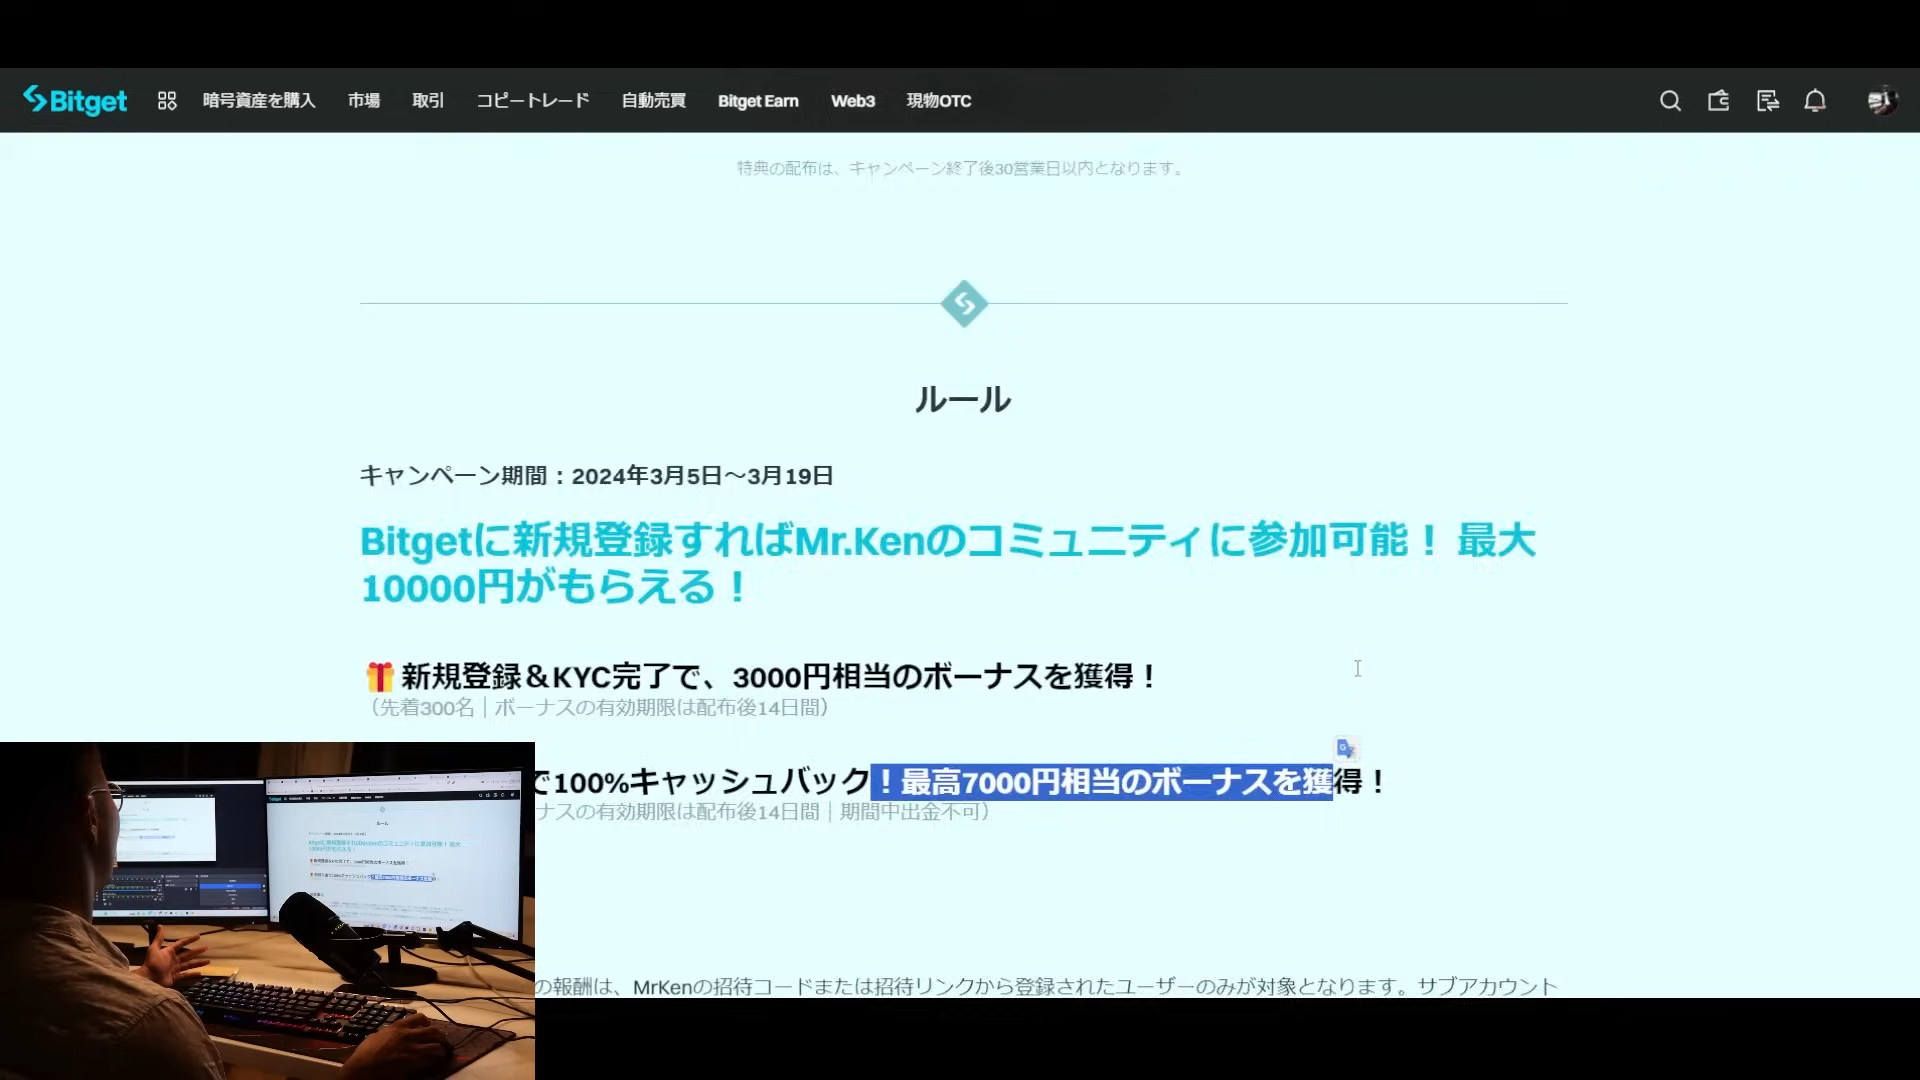 Bitget 暗号資産を購入 市場 取引 コピートレード 自動売買 Bitget Earn Web3 現物OTC
特典の配布は、キャンペーン終了後30営業日以内となります。
ルール
キャンペーン期間：2024年3月5日～3月19日
Bitgetに新規登録すればMr.Kenのコミュニティに参加可能！ 最大
10000円がもらえる！
新規登録＆KYC完了で、3000円相当のボーナスを獲得！
（先着300名｜ボーナスの有効期限は配布後14日間）
で100%キャッシュバック！最高7000円相当のボーナスを獲得！
ナスの有効期限は配布後14日間｜期間中出金不可）
の報酬は、MrKenの招待コードまたは招待リンクから登録されたユーザーのみが対象となります。サブアカウント